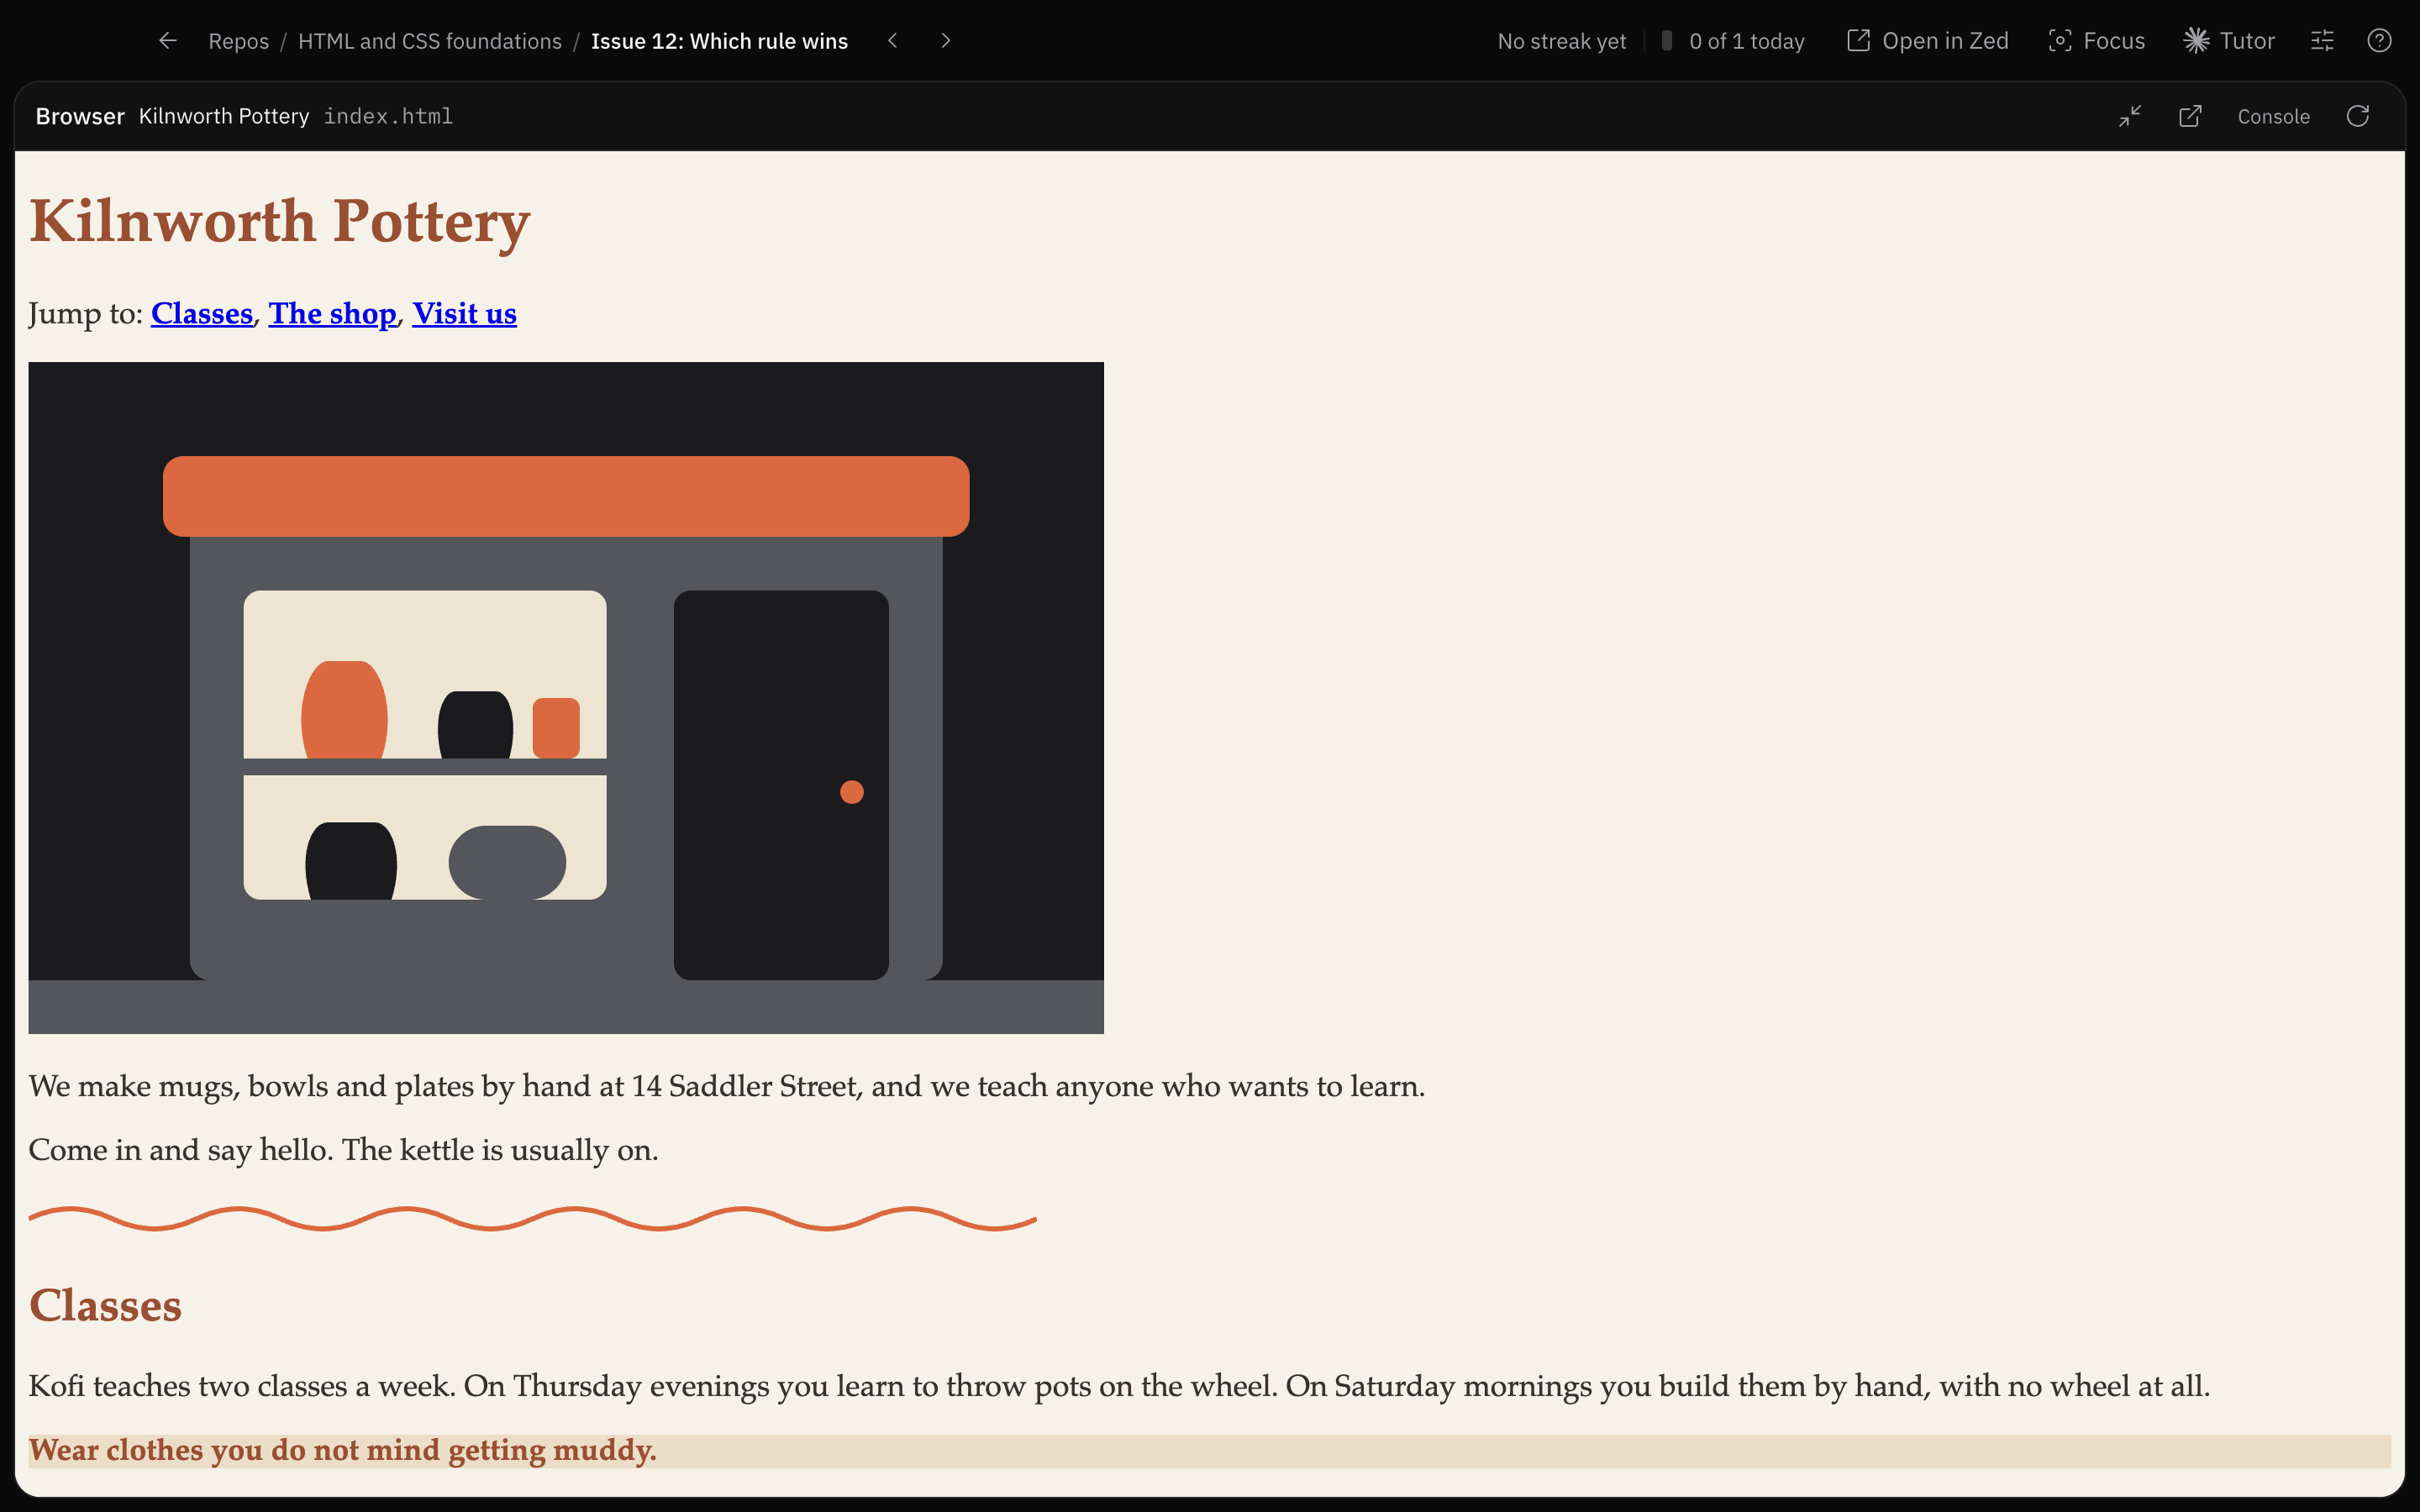 Repos / HTML and CSS foundations / Issue 12: Which rule wins
No streak yet 0 of 1 today Open in Zed Focus Tutor
Browser Kilnworth Pottery index.html Console
Kilnworth Pottery
Jump to: Classes, The shop, Visit us
We make mugs, bowls and plates by hand at 14 Saddler Street, and we teach anyone who wants to learn.
Come in and say hello. The kettle is usually on.
Classes
Kofi teaches two classes a week. On Thursday evenings you learn to throw pots on the wheel. On Saturday mornings you build them by hand, with no wheel at all.
Wear clothes you do not mind getting muddy.